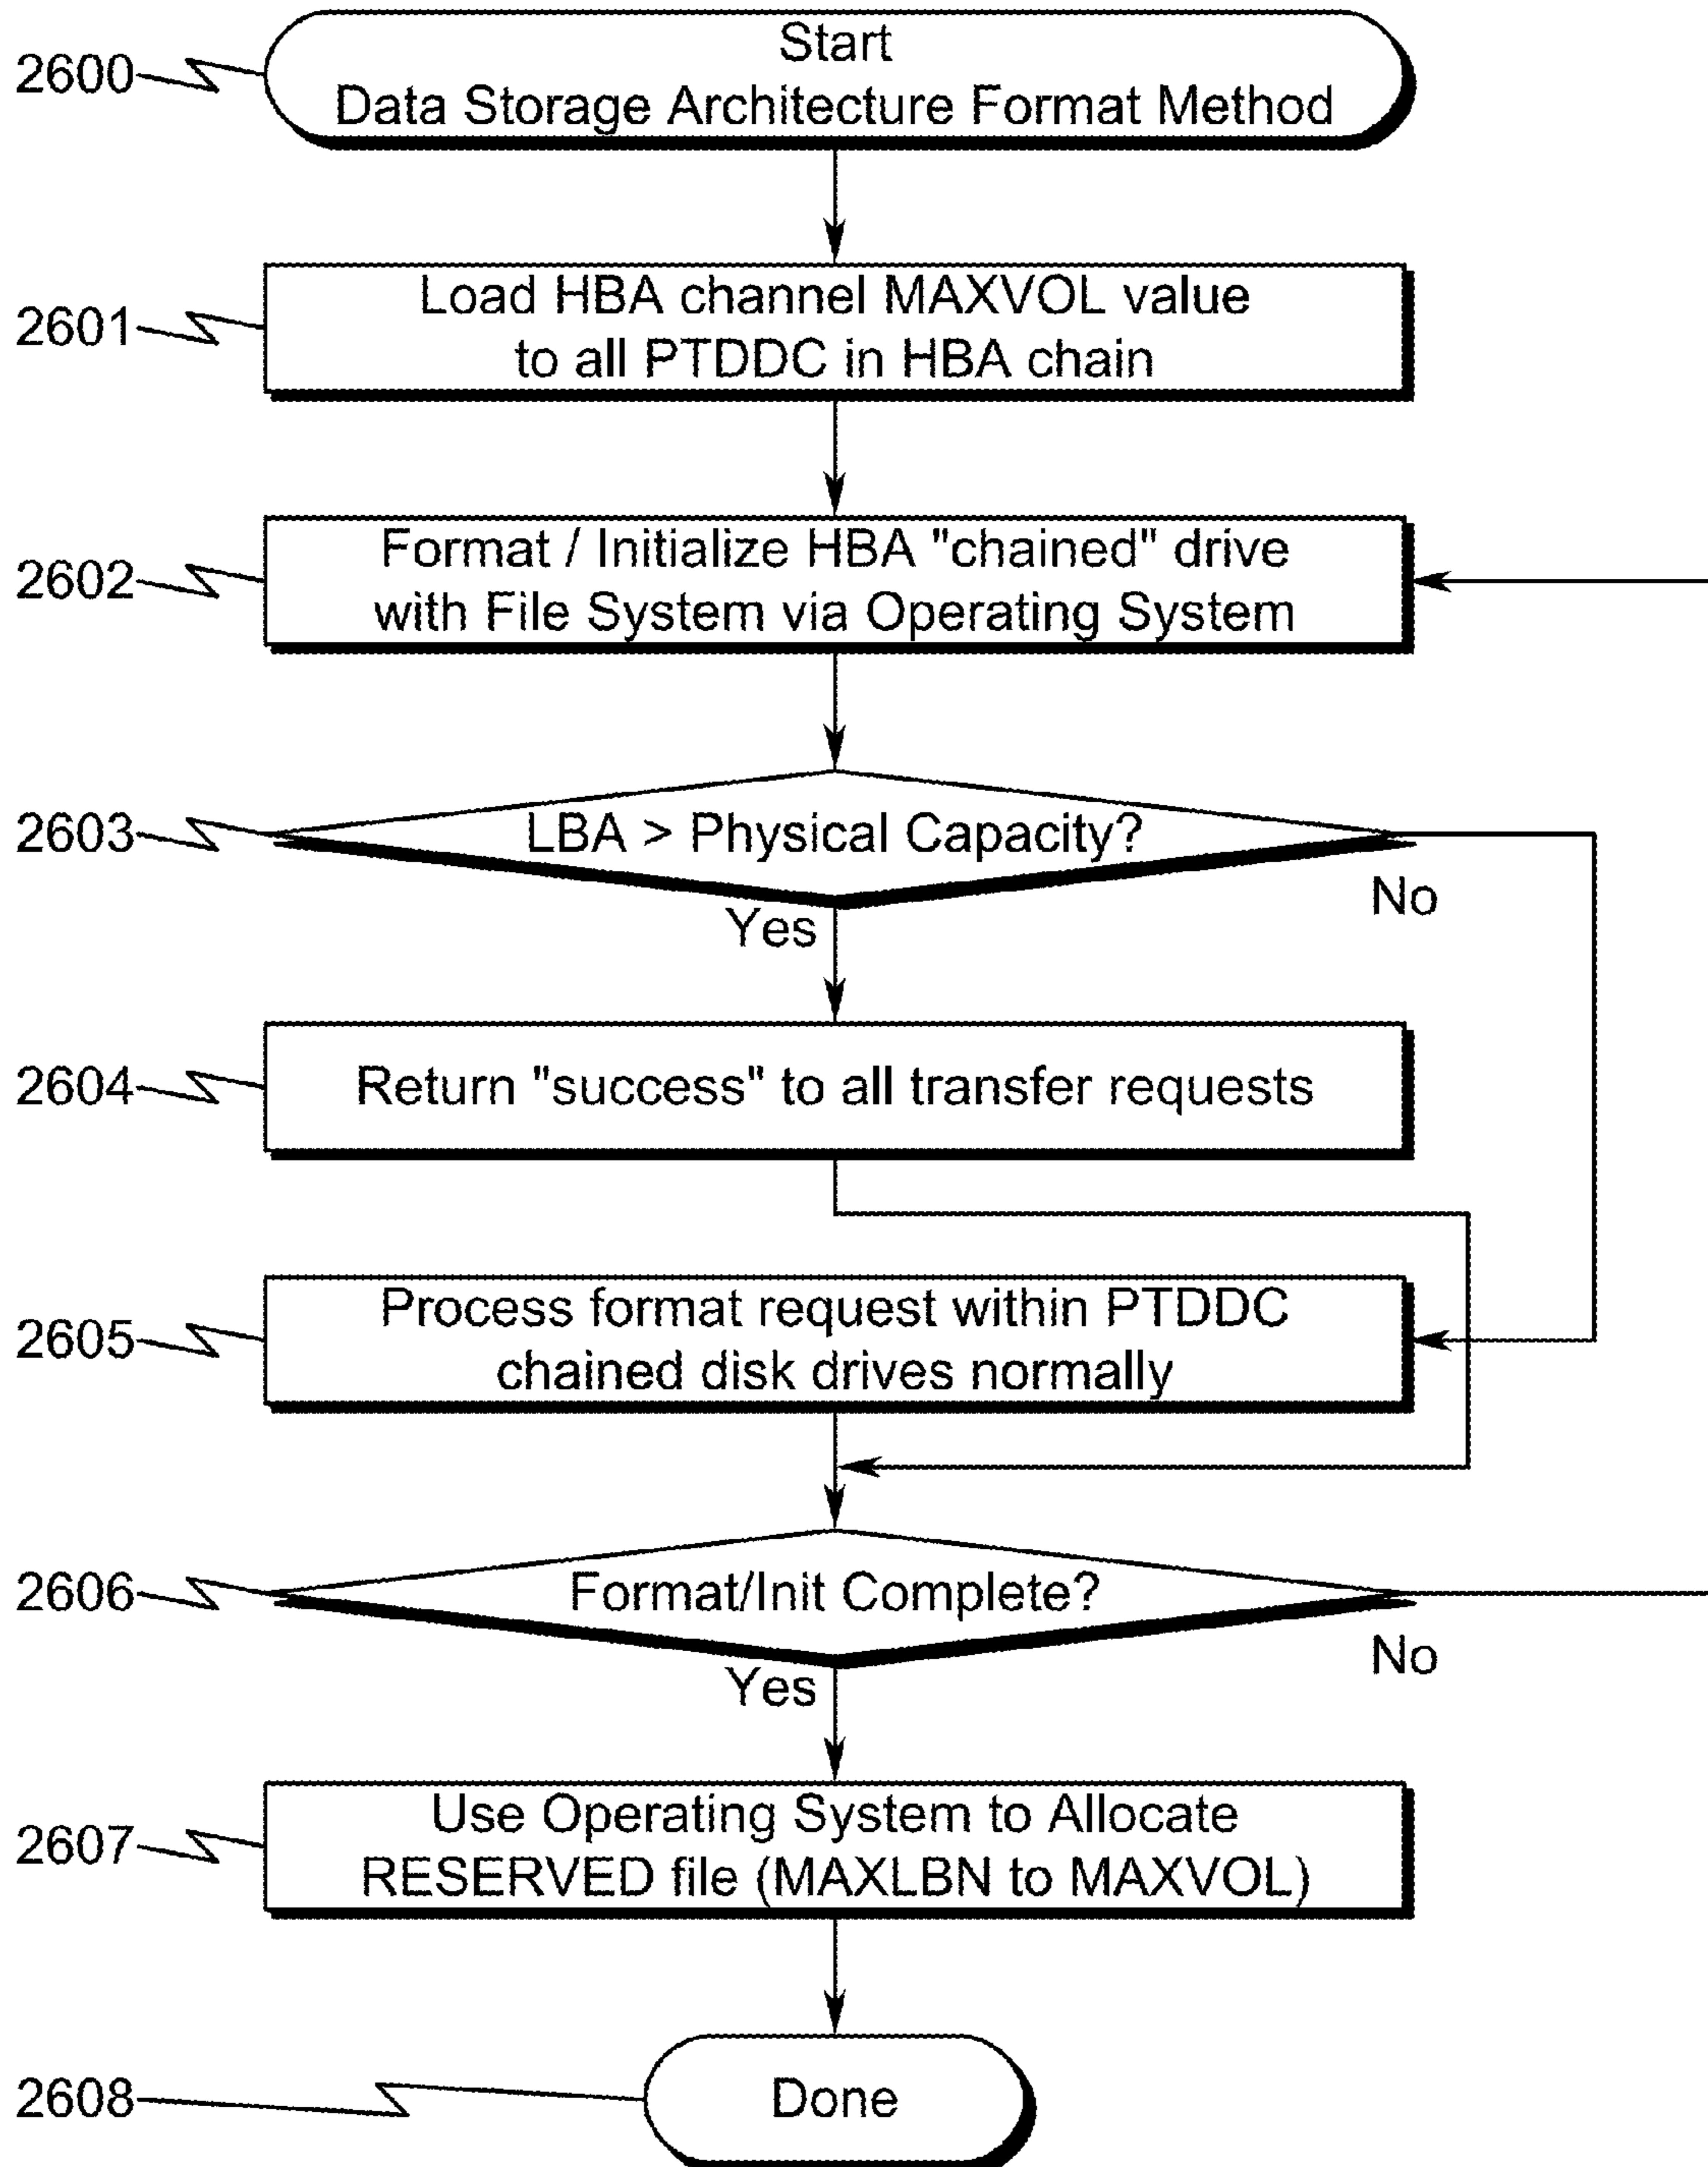 2600
Start
Data Storage Architecture Format Method
2601
Load HBA channel MAXVOL value
to all PTDDC in HBA chain
2602
Format / Initialize HBA "chained" drive
with File System via Operating System
2603
LBA > Physical Capacity?
No
Yes
2604
Return "success" to all transfer requests
2605
Process format request within PTDDC
chained disk drives normally
2606
Format/Init Complete?
No
Yes
2607
Use Operating System to Allocate
RESERVED file (MAXLBN to MAXVOL)
2608
Done